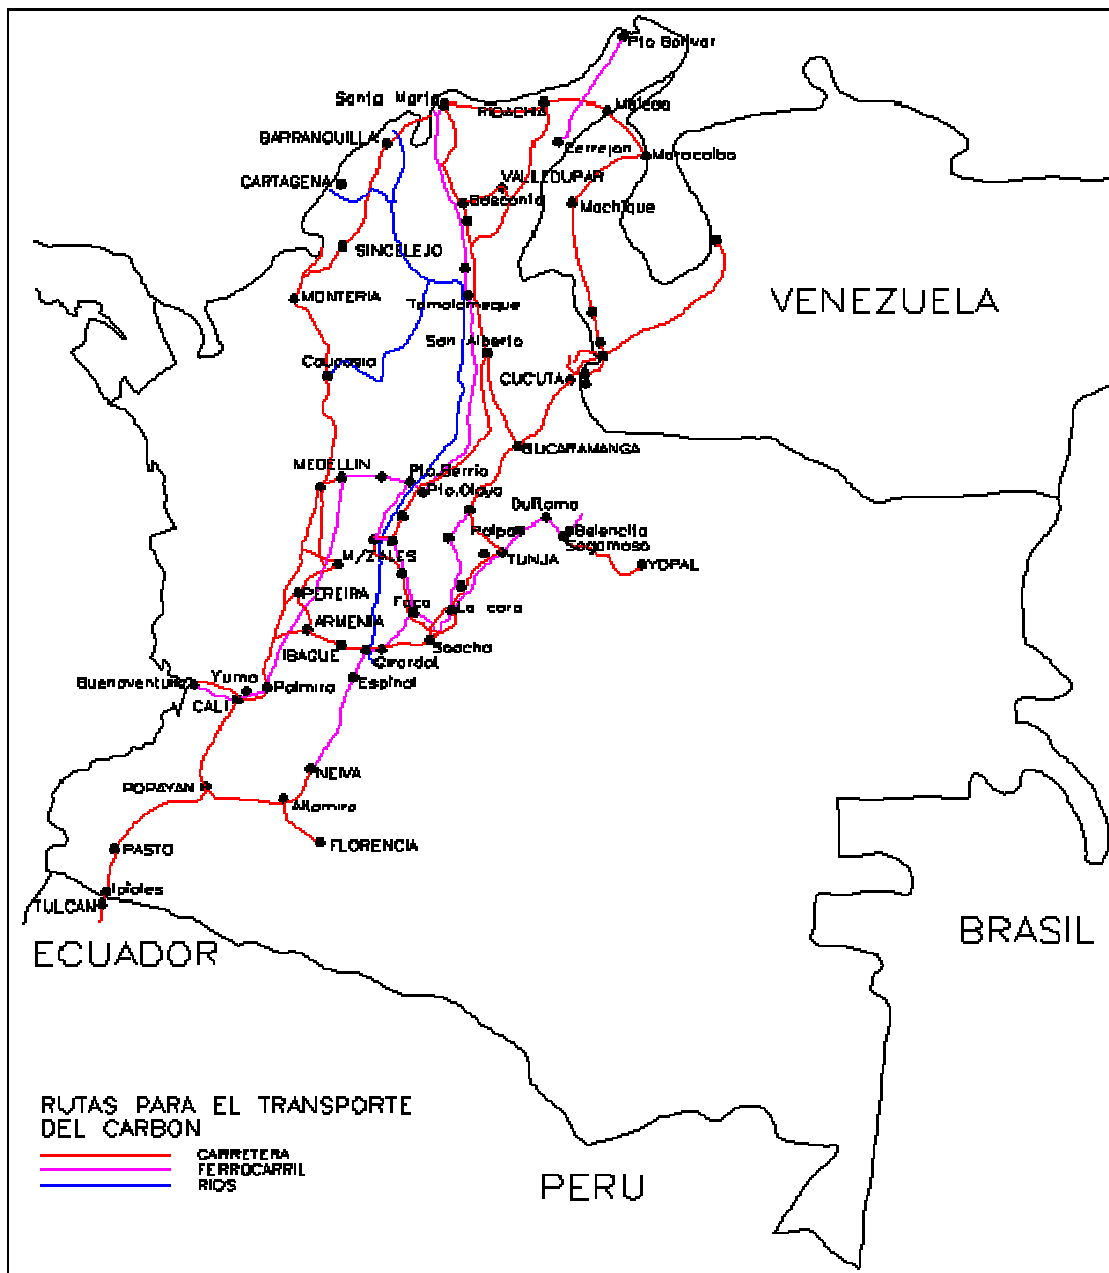 Pto Bolivar
Santa Marta
RIOACHA
Maicao
BARRANQUILLA
Cerrejon
Maracaibo
CARTAGENA
VALLEDUPAR
Bosconia
Machique
SINCELEJO
MONTERIA
Tamalameque
VENEZUELA
San Alberto
Caucasia
CUCUTA
BUCARAMANGA
MEDELLIN
Pto.Berrio
Pto.Olaya
Duitama
Paipa
Belencito
Sogamoso
M/ZALES
TUNJA
YOPAL
PEREIRA
Faca
La caro
ARMENIA
Soacha
IBAGUE
Girardot
Buenaventura
Yumo
Palmira
Espinal
CALI
NEIVA
POPAYAN
Altamira
PASTO
FLORENCIA
Ipiales
TULCAN
ECUADOR
BRASIL
RUTAS PARA EL TRANSPORTE
DEL CARBON
CARRETERA
FERROCARRIL
RIOS
PERU